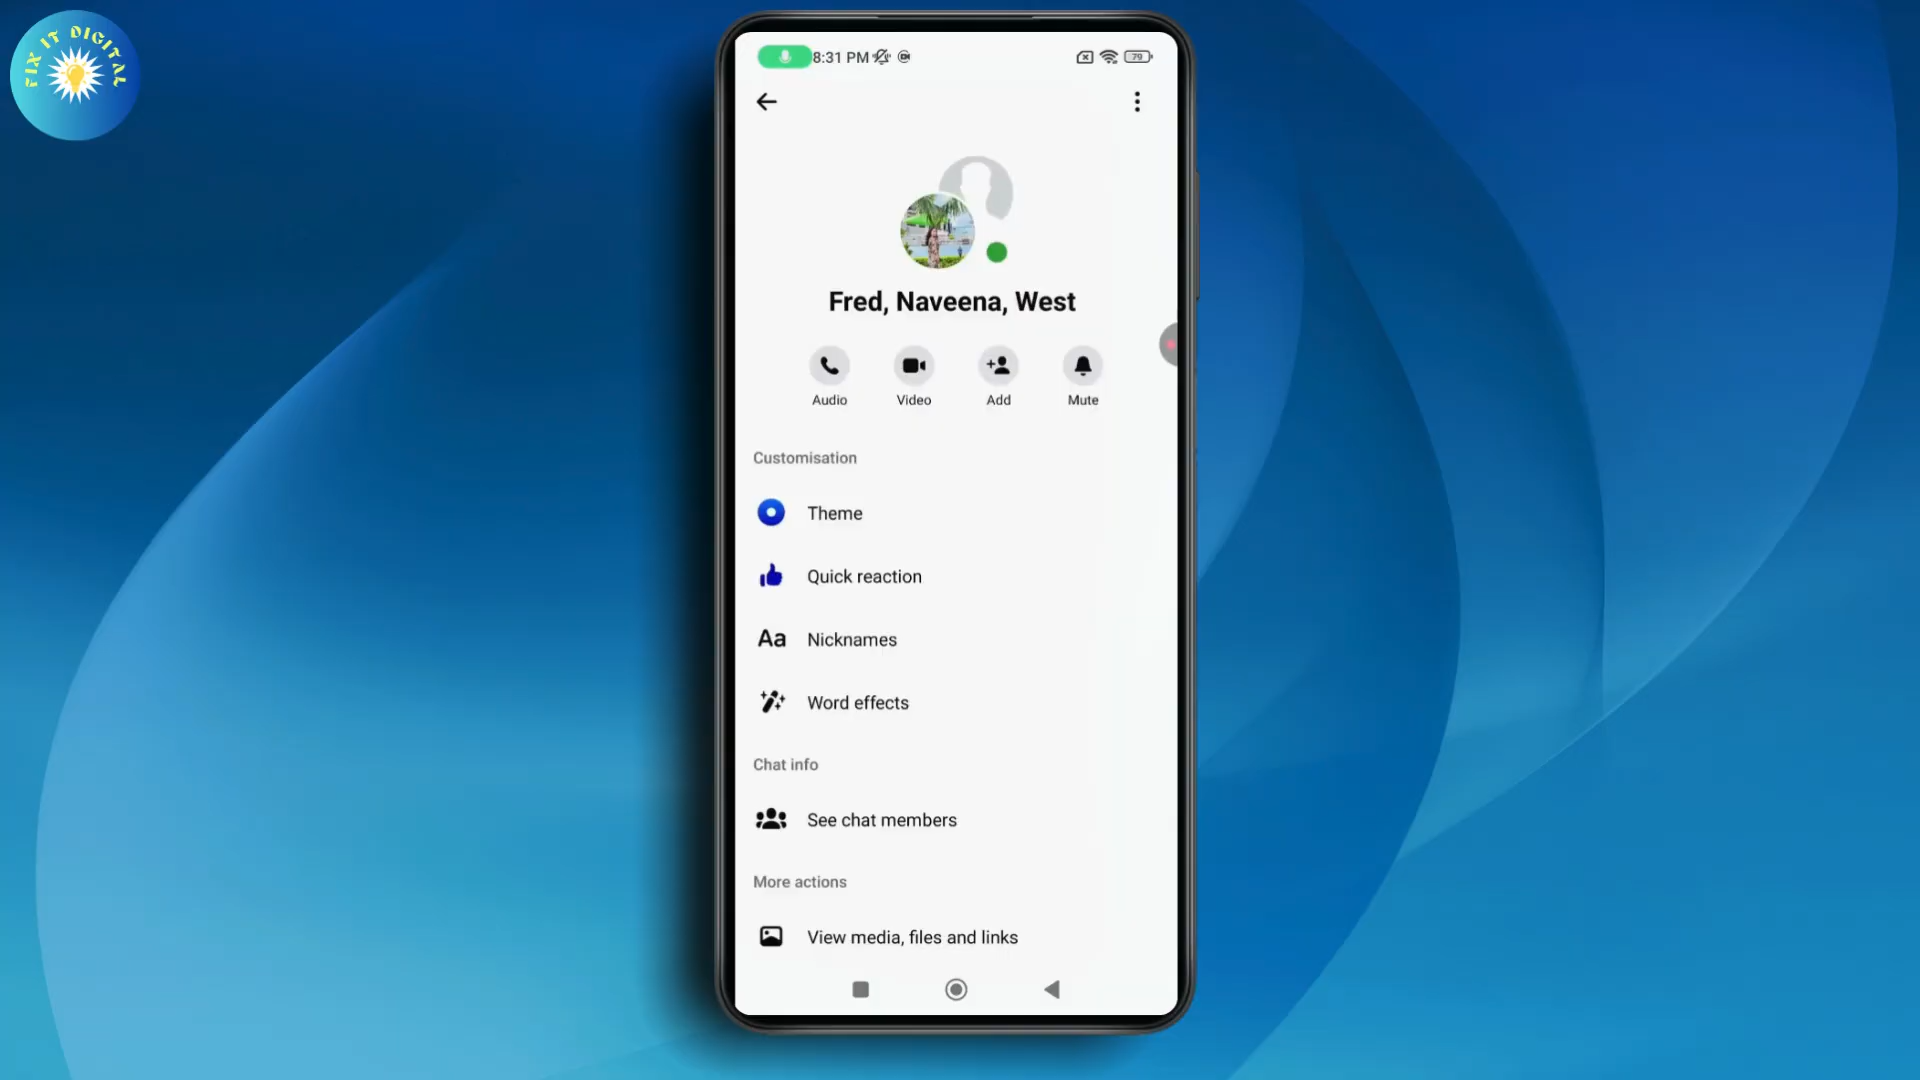 FIX IT DIGITAL
8:31 PM
79
Fred, Naveena, West
Audio Video Add Mute
Customisation
Theme
Quick reaction
Aa Nicknames
Word effects
Chat info
See chat members
More actions
View media, files and links